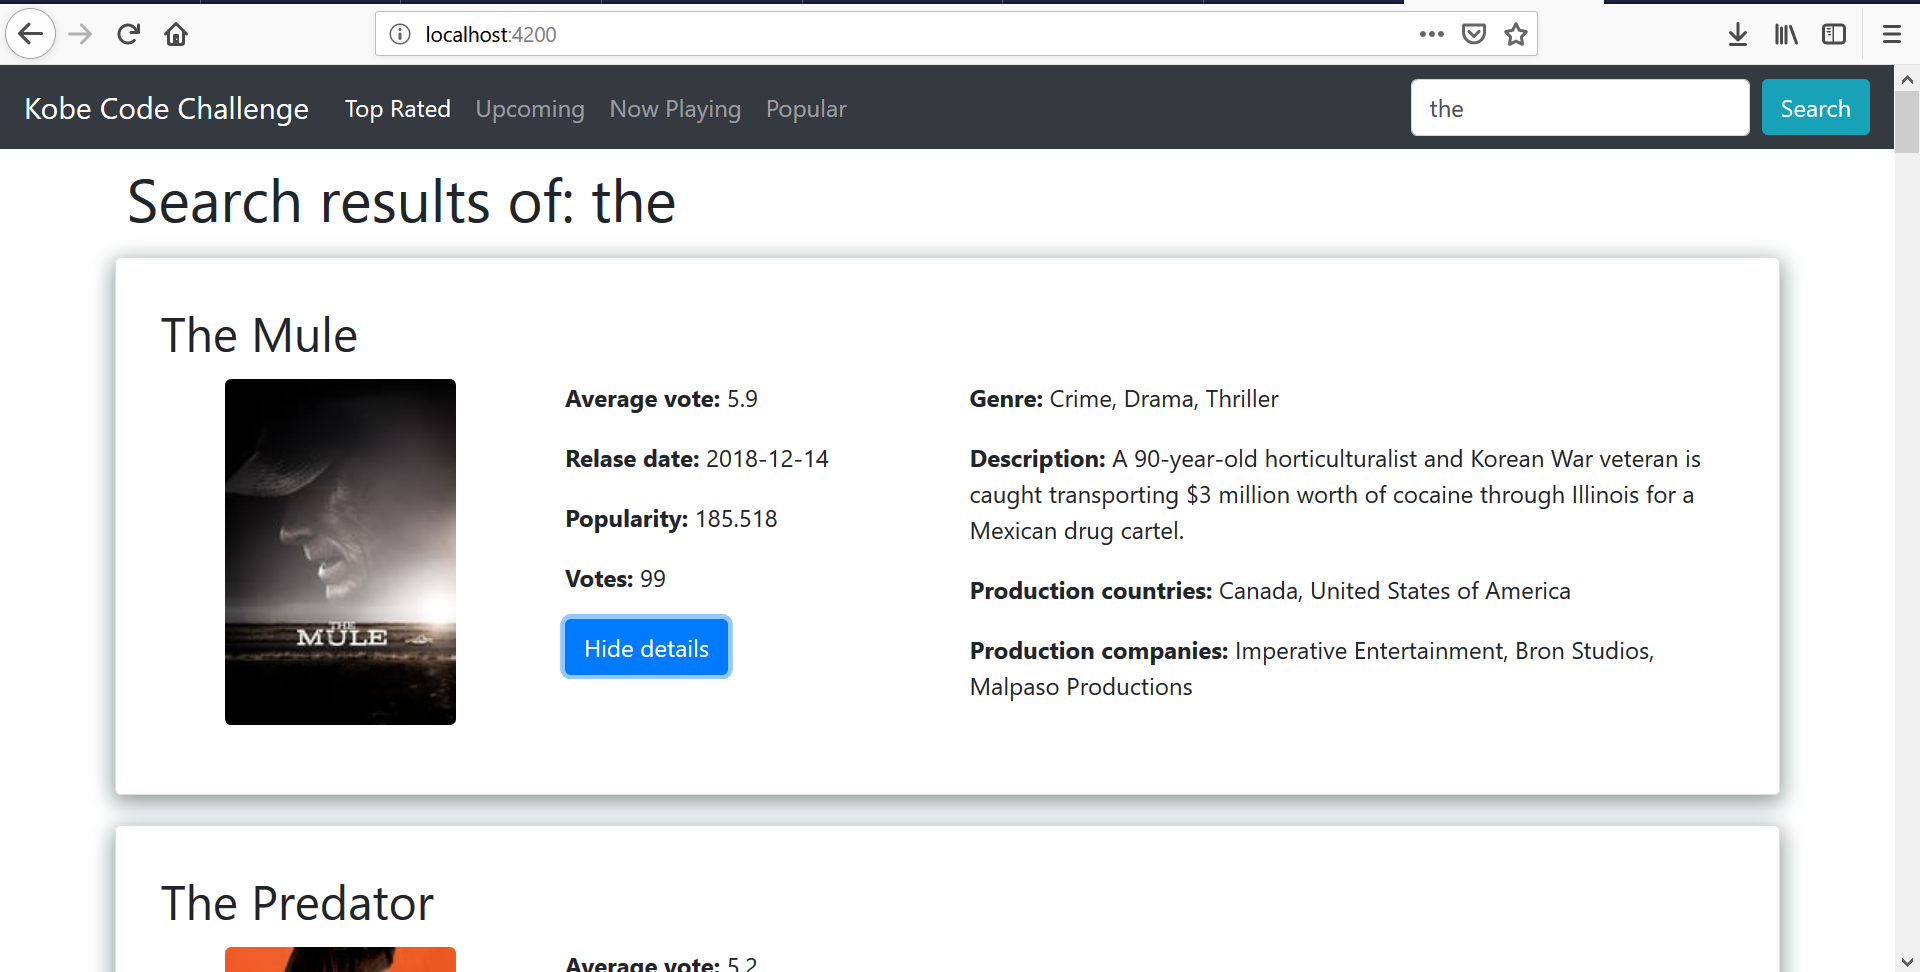 localhost:4200
Kobe Code Challenge Top Rated Upcoming Now Playing Popular the Search
Search results of: the
The Mule
THE
MULE
Average vote: 5.9
Relase date: 2018-12-14
Popularity: 185.518
Votes: 99
Hide details
Genre: Crime, Drama, Thriller
Description: A 90-year-old horticulturalist and Korean War veteran is
caught transporting $3 million worth of cocaine through Illinois for a
Mexican drug cartel.
Production countries: Canada, United States of America
Production companies: Imperative Entertainment, Bron Studios,
Malpaso Productions
The Predator
Average vote: 5.2